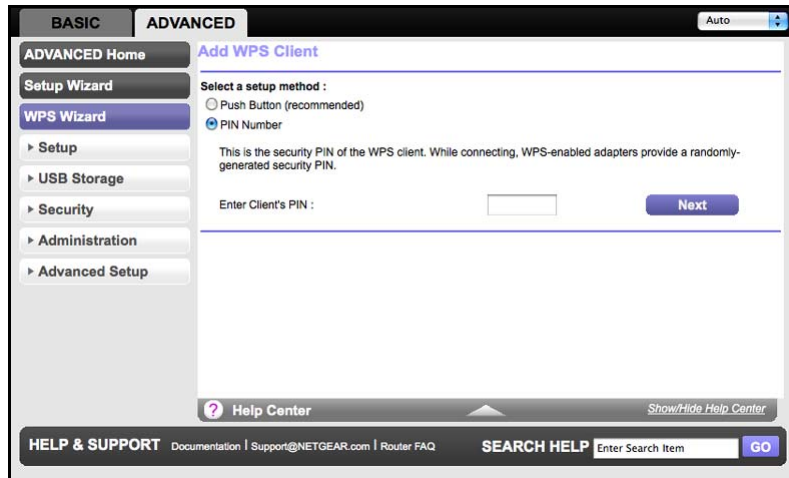 BASIC
ADVANCED
Auto
ADVANCED Home
Setup Wizard
WPS Wizard
Setup
USB Storage
Security
Administration
Advanced Setup
Add WPS Client
Select a setup method :
Push Button (recommended)
PIN Number
This is the security PIN of the WPS client. While connecting, WPS-enabled adapters provide a randomly-
generated security PIN.
Enter Client's PIN :
Next
? Help Center
Show/Hide Help Center
HELP & SUPPORT Documentation | Support@NETGEAR.com | Router FAQ
SEARCH HELP Enter Search Item GO